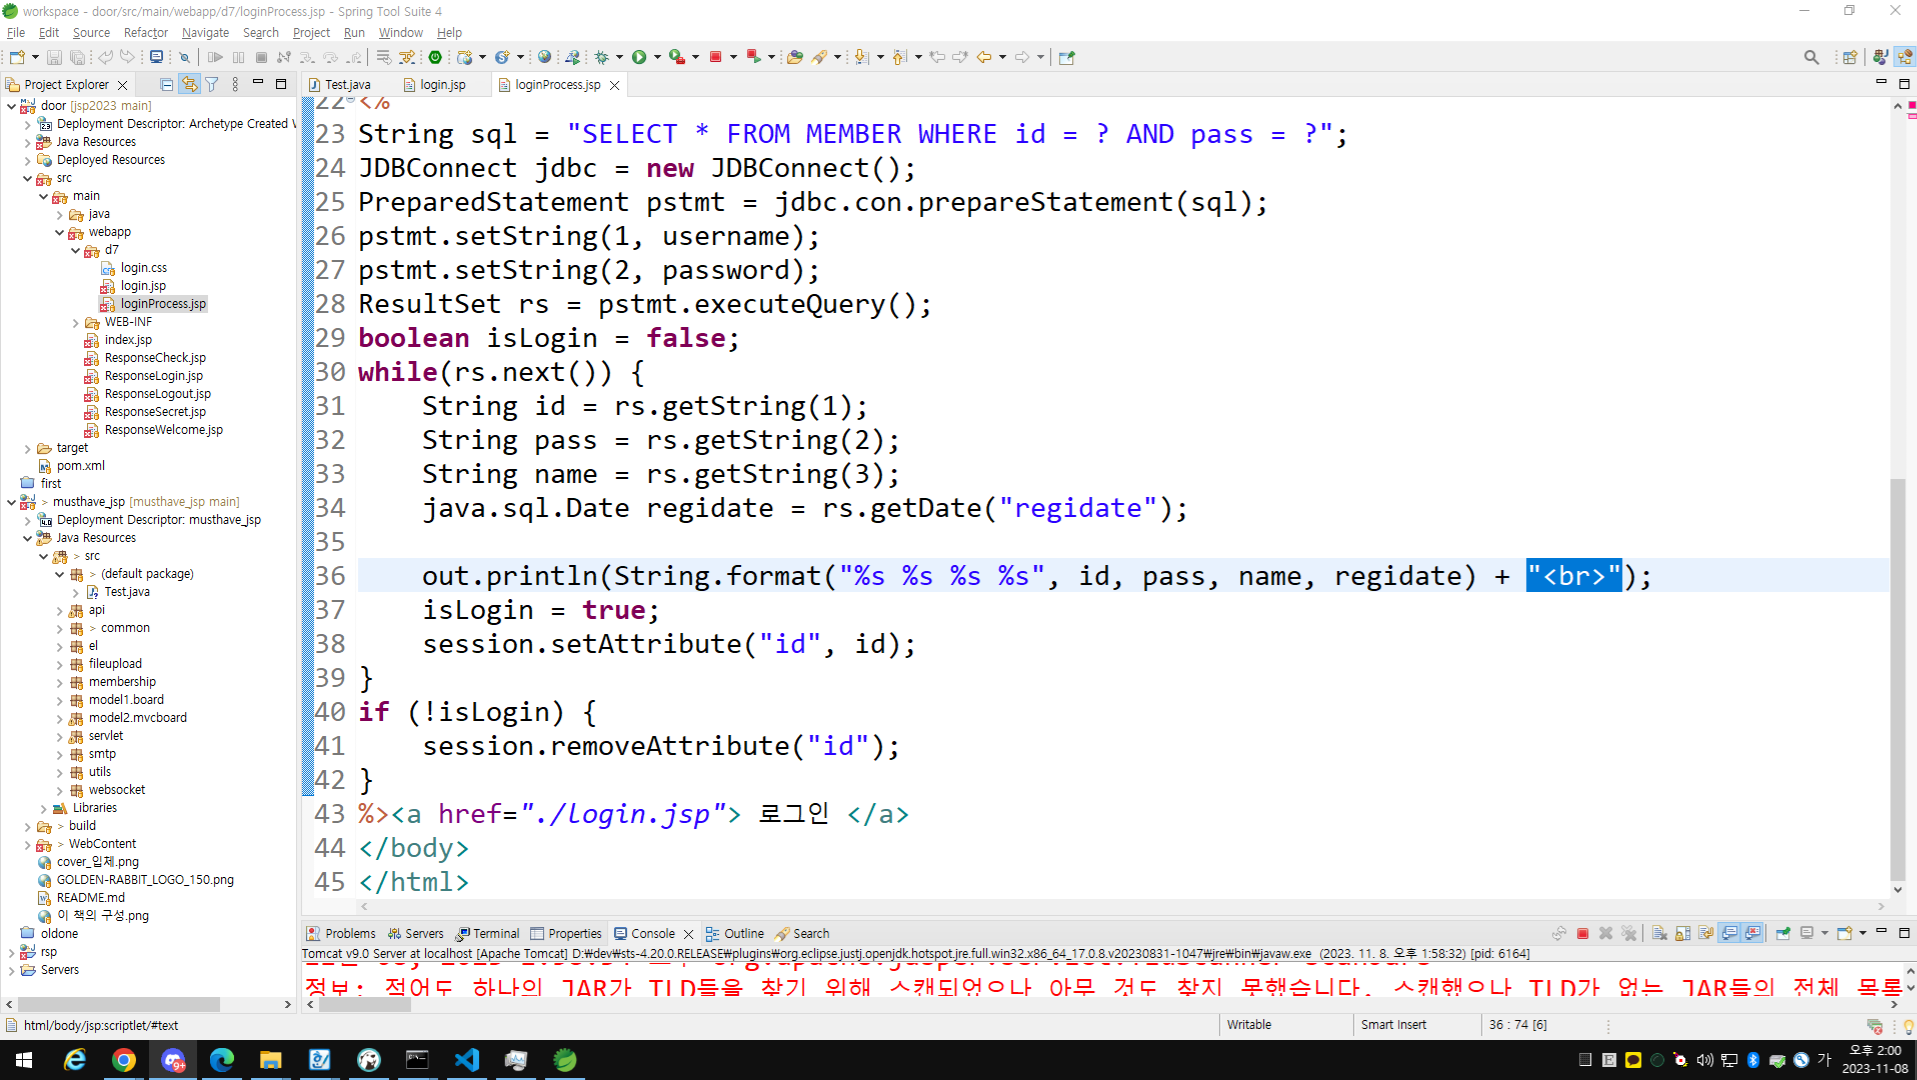 workspace - door/src/main/webapp/d7/loginProcess.jsp - Spring Tool Suite 4
File Edit Source Refactor Navigate Search Project Run Window Help
Project Explorer
Test.java login.jsp loginProcess.jsp
door [jsp2023 main]
Deployment Descriptor: Archetype Created W
Java Resources
Deployed Resources
src
main
java
webapp
d7
login.css
login.jsp
loginProcess.jsp
WEB-INF
index.jsp
ResponseCheck.jsp
ResponseLogin.jsp
ResponseLogout.jsp
ResponseSecret.jsp
ResponseWelcome.jsp
target
pom.xml
first
> musthave_jsp [musthave_jsp main]
Deployment Descriptor: musthave_jsp
Java Resources
> src
> (default package)
Test.java
api
> common
el
fileupload
membership
model1.board
model2.mvcboard
servlet
smtp
utils
websocket
Libraries
> build
> WebContent
cover_입체.png
GOLDEN-RABBIT_LOGO_150.png
README.md
이 책의 구성.png
oldone
rsp
Servers
22 <%
23 String sql = "SELECT * FROM MEMBER WHERE id = ? AND pass = ?";
24 JDBConnect jdbc = new JDBConnect();
25 PreparedStatement pstmt = jdbc.con.prepareStatement(sql);
26 pstmt.setString(1, username);
27 pstmt.setString(2, password);
28 ResultSet rs = pstmt.executeQuery();
29 boolean isLogin = false;
30 while(rs.next()) {
31     String id = rs.getString(1);
32     String pass = rs.getString(2);
33     String name = rs.getString(3);
34     java.sql.Date regidate = rs.getDate("regidate");
35
36     out.println(String.format("%s %s %s %s", id, pass, name, regidate) + "<br>");
37     isLogin = true;
38     session.setAttribute("id", id);
39 }
40 if (!isLogin) {
41     session.removeAttribute("id");
42 }
43 %><a href="./login.jsp"> 로그인 </a>
44 </body>
45 </html>
Problems Servers Terminal Properties Console Outline Search
Tomcat v9.0 Server at localhost [Apache Tomcat] D:₩dev₩sts-4.20.0.RELEASE₩plugins₩org.eclipse.justj.openjdk.hotspot.jre.full.win32.x86_64_17.0.8.v20230831-1047₩jre₩bin₩javaw.exe (2023. 11. 8. 오후 1:58:32) [pid: 6164]
정보: 적어도 하나의 JAR가 TLD들을 찾기 위해 스캔되었으나 아무 것도 찾지 못했습니다. 스캔했으나 TLD가 없는 JAR들의 전체 목록
html/body/jsp:scriptlet/#text
Writable Smart Insert 36 : 74 [6]
9+
가
오후 2:00
2023-11-08